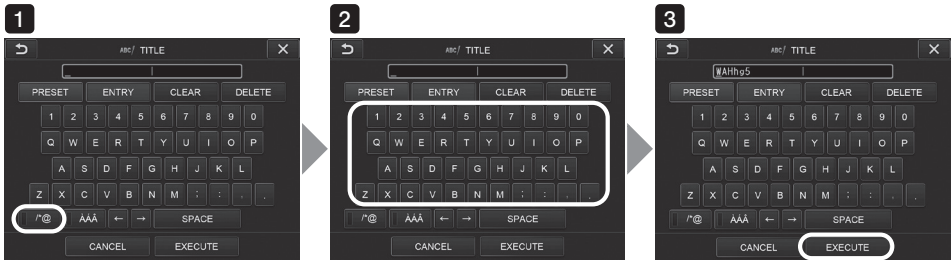 1
ABC/ TITLE
_
PRESET ENTRY CLEAR DELETE
1 2 3 4 5 6 7 8 9 0
Q W E R T Y U I O P
A S D F G H J K L
Z X C V B N M ; : , .
/*@ ÀÁÂ ← → SPACE
CANCEL EXECUTE
2
ABC/ TITLE
_
PRESET ENTRY CLEAR DELETE
1 2 3 4 5 6 7 8 9 0
Q W E R T Y U I O P
A S D F G H J K L
Z X C V B N M ; : , .
/*@ ÀÁÂ ← → SPACE
CANCEL EXECUTE
3
ABC/ TITLE
WAHhg5
PRESET ENTRY CLEAR DELETE
1 2 3 4 5 6 7 8 9 0
Q W E R T Y U I O P
A S D F G H J K L
Z X C V B N M ; : , .
/*@ ÀÁÂ ← → SPACE
CANCEL EXECUTE